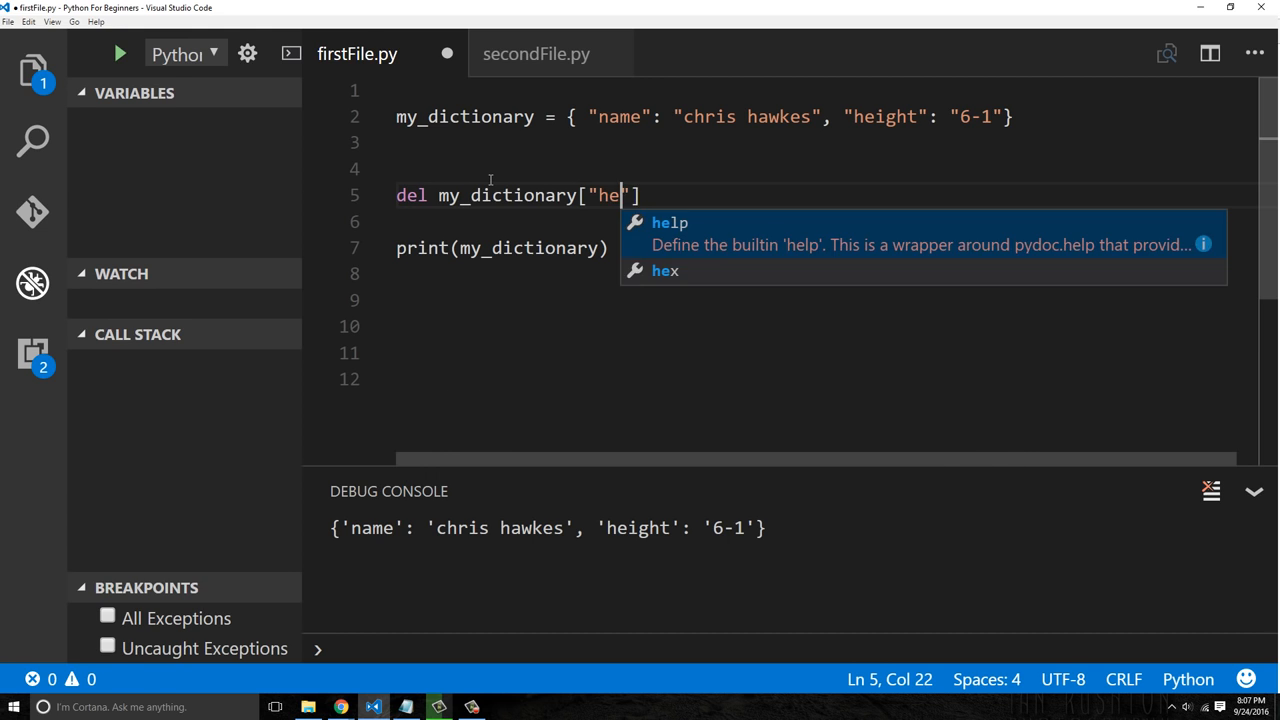 ● firstFile.py - Python For Beginners - Visual Studio Code
File Edit View Go Help
Python
firstFile.py
secondFile.py
1
VARIABLES
WATCH
CALL STACK
2
BREAKPOINTS
All Exceptions
Uncaught Exceptions
1
2 my_dictionary = { "name": "chris hawkes", "height": "6-1"}
3
4
5 del my_dictionary["he"]
help
Define the builtin 'help'. This is a wrapper around pydoc.help that provid...
hex
6
7 print(my_dictionary)
8
9
10
11
12
DEBUG CONSOLE
{'name': 'chris hawkes', 'height': '6-1'}
0 0
Ln 5, Col 22 Spaces: 4 UTF-8 CRLF Python
I'm Cortana. Ask me anything.
8:07 PM
9/24/2016